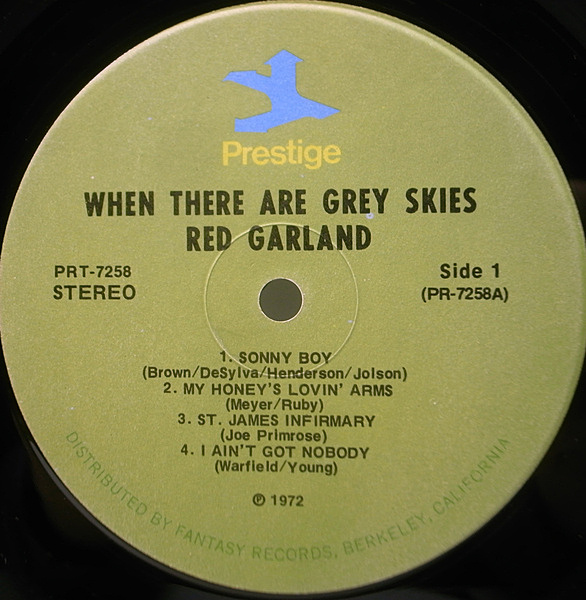 Prestige
WHEN THERE ARE GREY SKIES
RED GARLAND
PRT-7258
STEREO
Side 1
(PR-7258A)
1. SONNY BOY
(Brown/DeSylva/Henderson/Jolson)
2. MY HONEY'S LOVIN' ARMS
(Meyer/Ruby)
3. ST. JAMES INFIRMARY
(Joe Primrose)
4. I AIN'T GOT NOBODY
(Warfield/Young)
℗ 1972
DISTRIBUTED BY FANTASY RECORDS, BERKELEY, CALIFORNIA